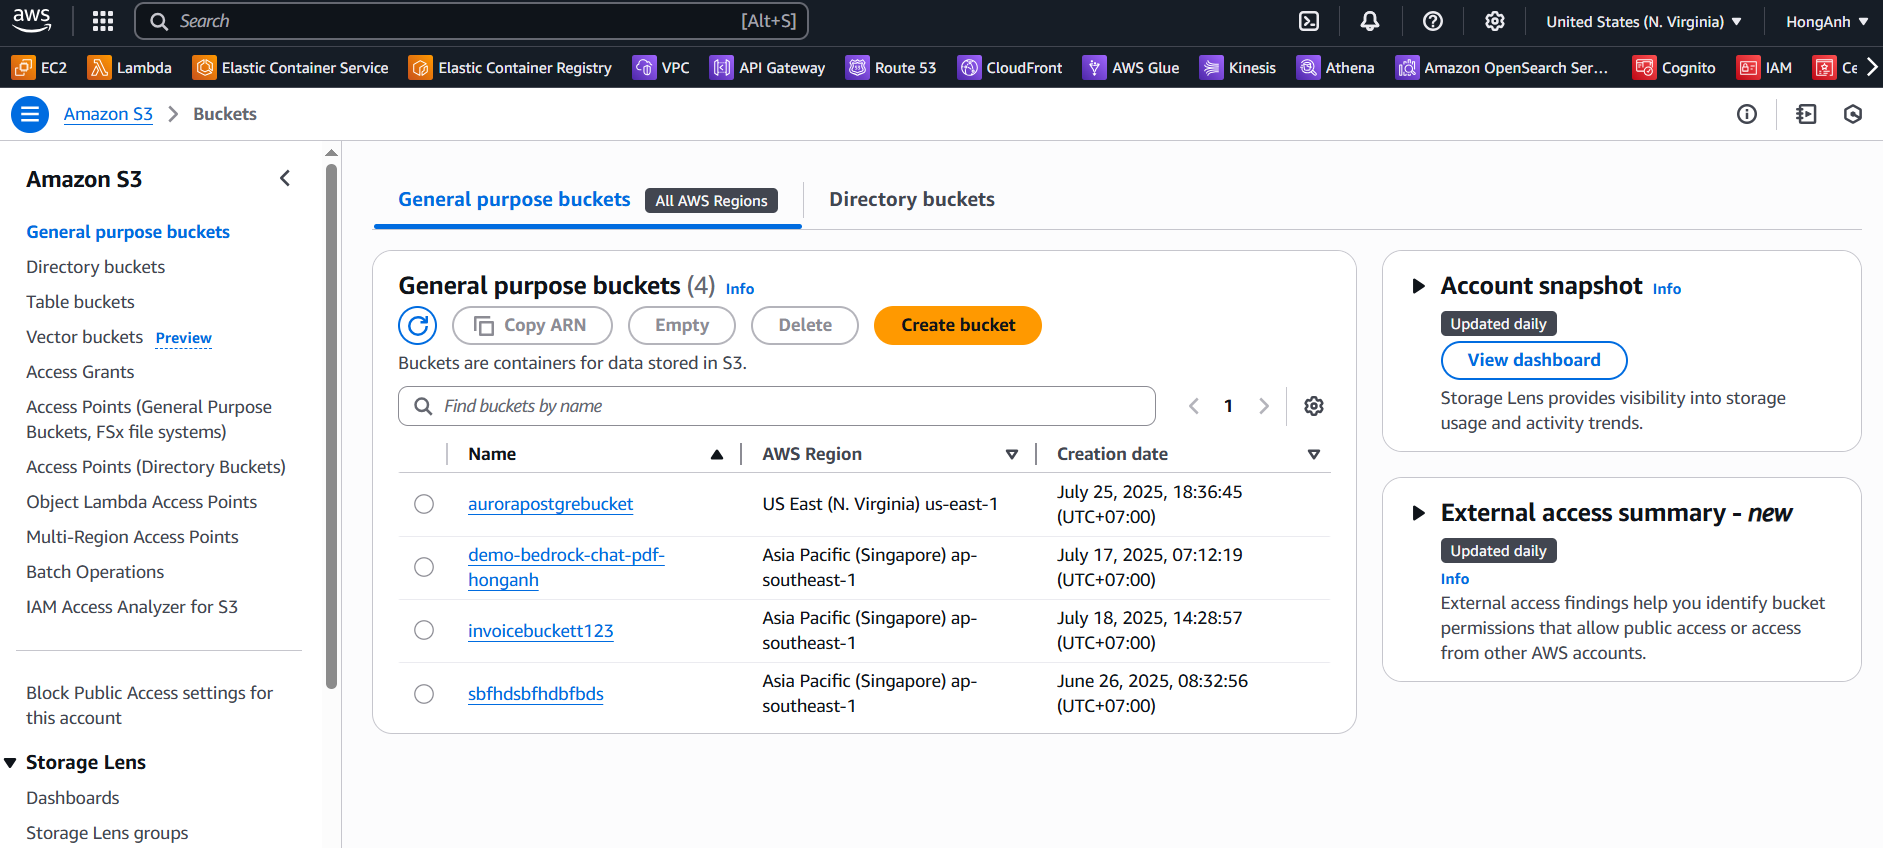 aws
Search [Alt+S]
United States (N. Virginia)
HongAnh
EC2
Lambda
Elastic Container Service
Elastic Container Registry
VPC
API Gateway
Route 53
CloudFront
AWS Glue
Kinesis
Athena
Amazon OpenSearch Ser...
Cognito
IAM
Ce
Amazon S3
Buckets
Amazon S3
General purpose buckets
Directory buckets
Table buckets
Vector buckets Preview
Access Grants
Access Points (General Purpose
Buckets, FSx file systems)
Access Points (Directory Buckets)
Object Lambda Access Points
Multi-Region Access Points
Batch Operations
IAM Access Analyzer for S3
Block Public Access settings for
this account
Storage Lens
Dashboards
Storage Lens groups
General purpose buckets All AWS Regions
Directory buckets
General purpose buckets (4) Info
Copy ARN
Empty
Delete
Create bucket
Buckets are containers for data stored in S3.
Find buckets by name
1
Name AWS Region Creation date
aurorapostgrebucket US East (N. Virginia) us-east-1 July 25, 2025, 18:36:45
(UTC+07:00)
demo-bedrock-chat-pdf- Asia Pacific (Singapore) ap- July 17, 2025, 07:12:19
honganh southeast-1 (UTC+07:00)
invoicebuckett123 Asia Pacific (Singapore) ap- July 18, 2025, 14:28:57
southeast-1 (UTC+07:00)
sbfhdsbfhdbfbds Asia Pacific (Singapore) ap- June 26, 2025, 08:32:56
southeast-1 (UTC+07:00)
Account snapshot Info
Updated daily
View dashboard
Storage Lens provides visibility into storage
usage and activity trends.
External access summary - new
Updated daily
Info
External access findings help you identify bucket
permissions that allow public access or access
from other AWS accounts.